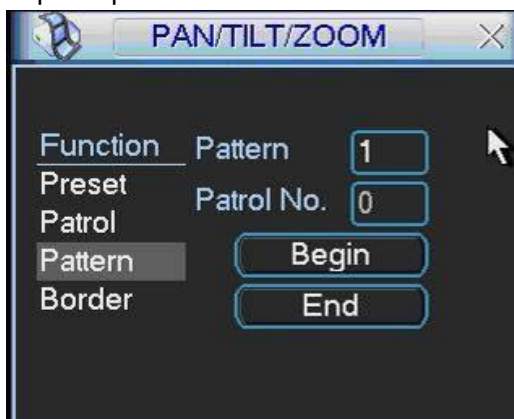 PAN/TILT/ZOOM
Function
Preset
Patrol
Pattern
Border
Pattern 1
Patrol No. 0
Begin
End